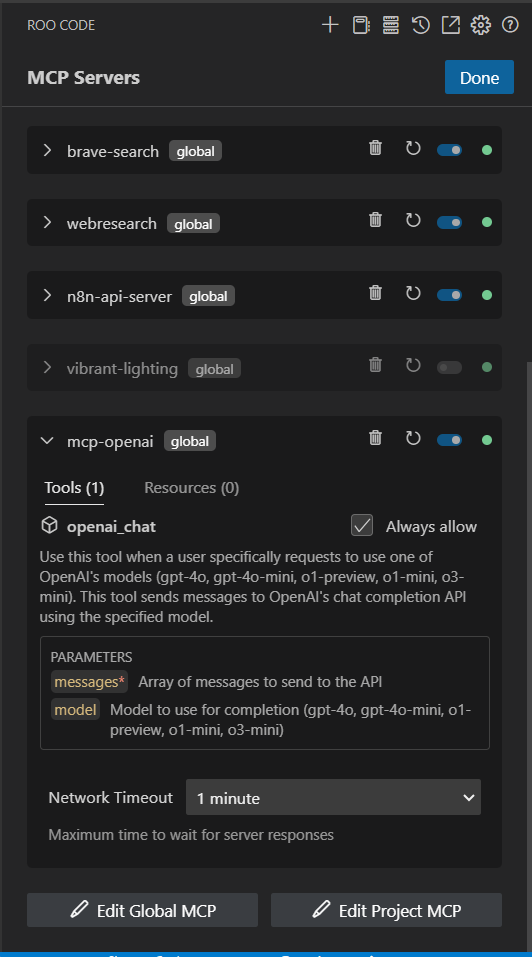 ROO CODE
MCP Servers
Done
brave-search global
webresearch global
n8n-api-server global
vibrant-lighting global
mcp-openai global
Tools (1) Resources (0)
openai_chat Always allow
Use this tool when a user specifically requests to use one of
OpenAI's models (gpt-4o, gpt-4o-mini, o1-preview, o1-mini, o3-
mini). This tool sends messages to OpenAI's chat completion API
using the specified model.
PARAMETERS
messages* Array of messages to send to the API
model Model to use for completion (gpt-4o, gpt-4o-mini, o1-
preview, o1-mini, o3-mini)
Network Timeout 1 minute
Maximum time to wait for server responses
Edit Global MCP Edit Project MCP